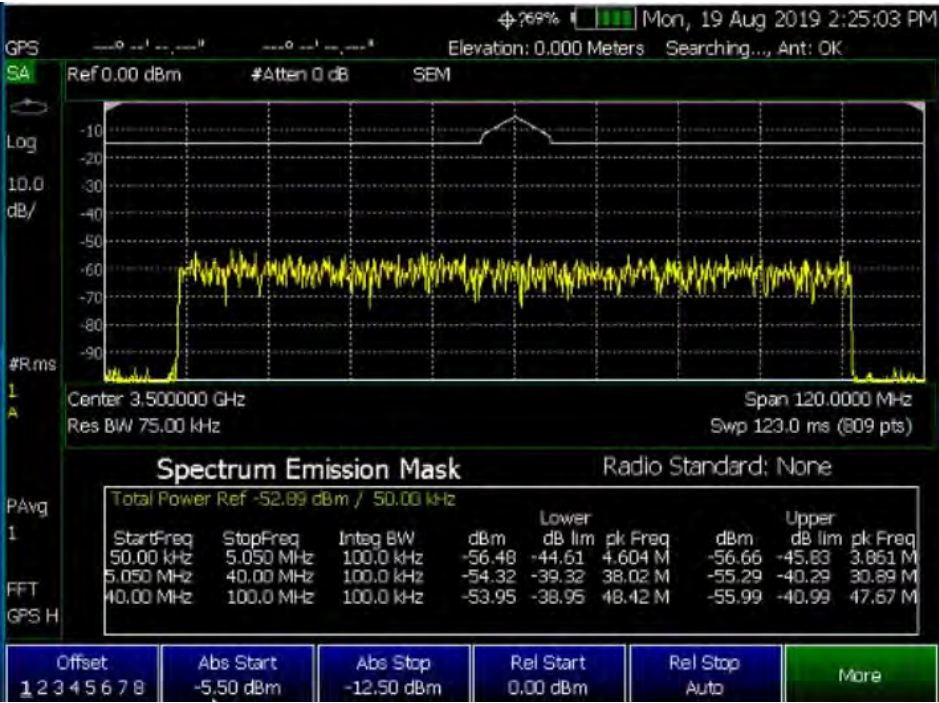 ?69% Mon, 19 Aug 2019 2:25:03 PM
GPS --° --' --.--" ---° --' --.--" Elevation: 0.000 Meters Searching..., Ant: OK
SA Ref 0.00 dBm #Atten 0 dB SEM
Log
10.0
dB/
-10
-20
-30
-40
-50
-60
-70
-80
-90
#Rms
1
A
Center 3.500000 GHz Span 120.0000 MHz
Res BW 75.00 kHz Swp 123.0 ms (809 pts)
Spectrum Emission Mask Radio Standard: None
PAvg
1
FFT
GPS H
Total Power Ref -52.89 dBm / 50.00 kHz
Lower Upper
StartFreq StopFreq Integ BW dBm dB lim pk Freq dBm dB lim pk Freq
50.00 kHz 5.050 MHz 100.0 kHz -56.48 -44.61 4.604 M -56.66 -45.83 3.861 M
5.050 MHz 40.00 MHz 100.0 kHz -54.32 -39.32 38.02 M -55.29 -40.29 30.89 M
40.00 MHz 100.0 MHz 100.0 kHz -53.95 -38.95 48.42 M -55.99 -40.99 47.67 M
Offset Abs Start Abs Stop Rel Start Rel Stop More
1 2 3 4 5 6 7 8 -5.50 dBm -12.50 dBm 0.00 dBm Auto